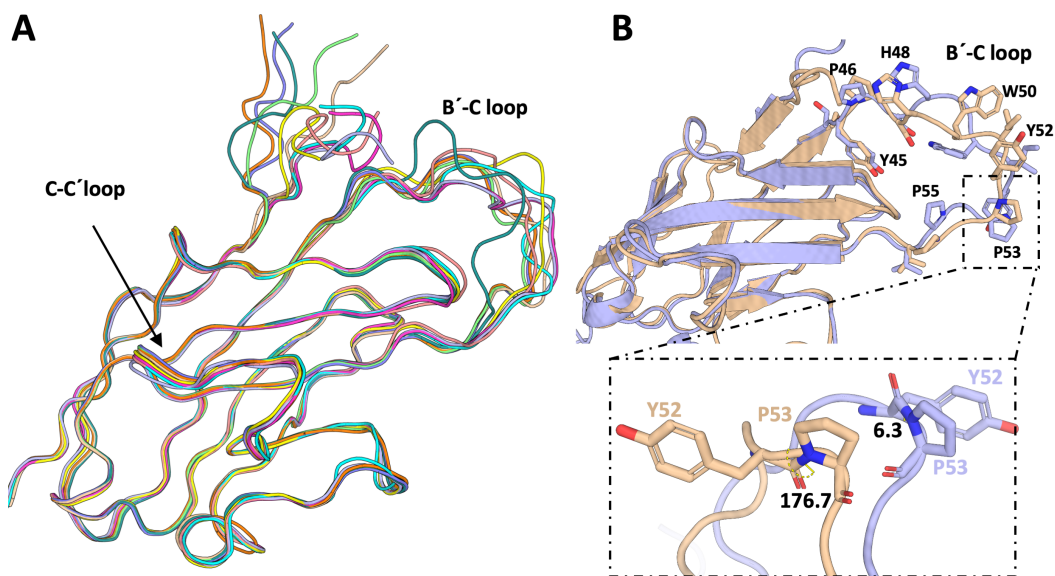 A
B´-C loop
C-C´loop
B
H48
B´-C loop
P46
W50
Y52
Y45
P55
P53
Y52
Y52
P53
6.3
P53
176.7